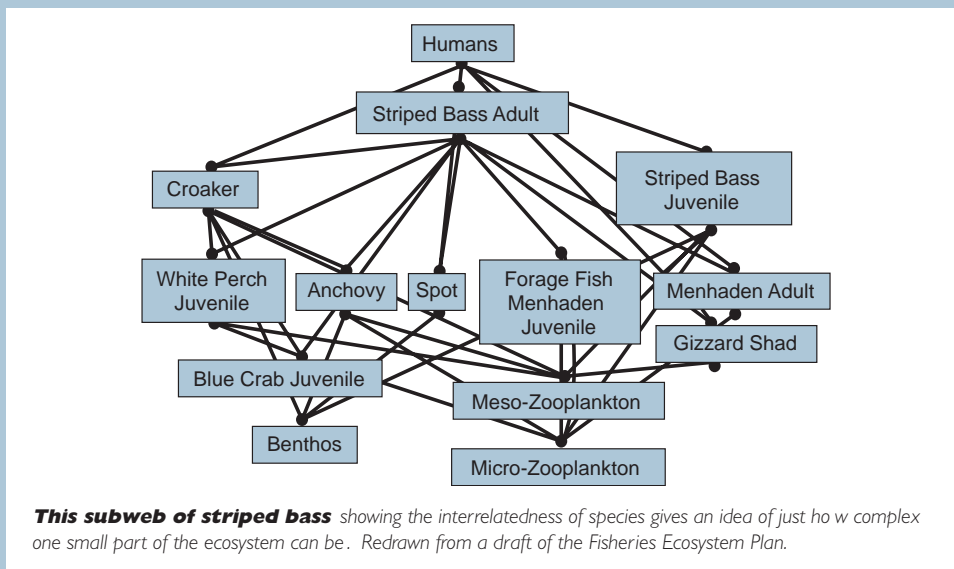 Humans
Striped Bass Adult
Croaker
Striped Bass
Juvenile
White Perch
Juvenile
Anchovy
Spot
Forage Fish
Menhaden
Juvenile
Menhaden Adult
Gizzard Shad
Blue Crab Juvenile
Meso-Zooplankton
Benthos
Micro-Zooplankton
This subweb of striped bass showing the interrelatedness of species gives an idea of just ho w complex
one small part of the ecosystem can be . Redrawn from a draft of the Fisheries Ecosystem Plan.